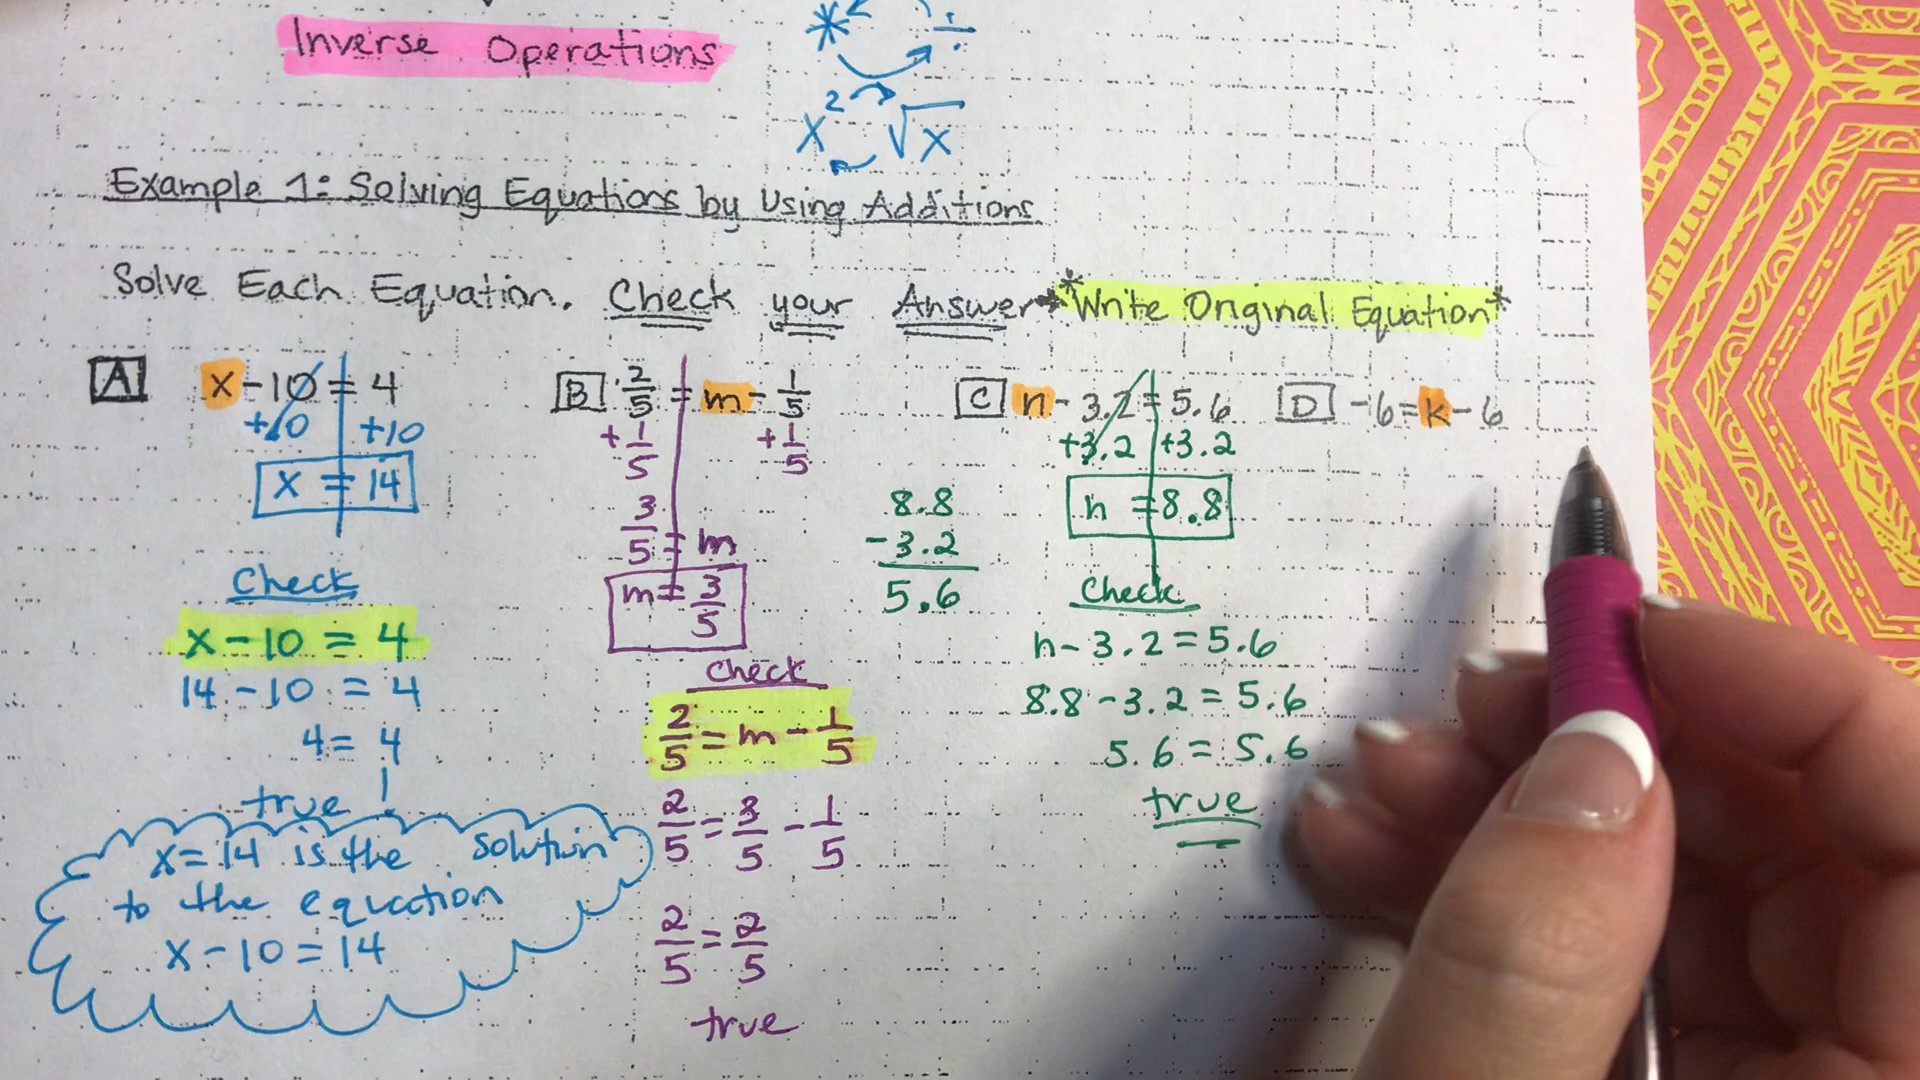 Inverse Operations
* ÷
x² √x
Example 1: Solving Equations by Using Additions
Solve Each Equation. Check your Answer *Write Original Equation*
A x - 10 = 4
+10 +10
x = 14
Check
x - 10 = 4
14 - 10 = 4
4 = 4
true
x = 14 is the solution
to the equation
x - 10 = 14
B 2/5 = m - 1/5
+ 1/5 + 1/5
3/5 = m
m = 3/5
Check
2/5 = m - 1/5
2/5 = 3/5 - 1/5
2/5 = 2/5
true
8.8
- 3.2
5.6
C n - 3.2 = 5.6
+3.2 +3.2
n = 8.8
Check
n - 3.2 = 5.6
8.8 - 3.2 = 5.6
5.6 = 5.6
true
D -6 = k - 6